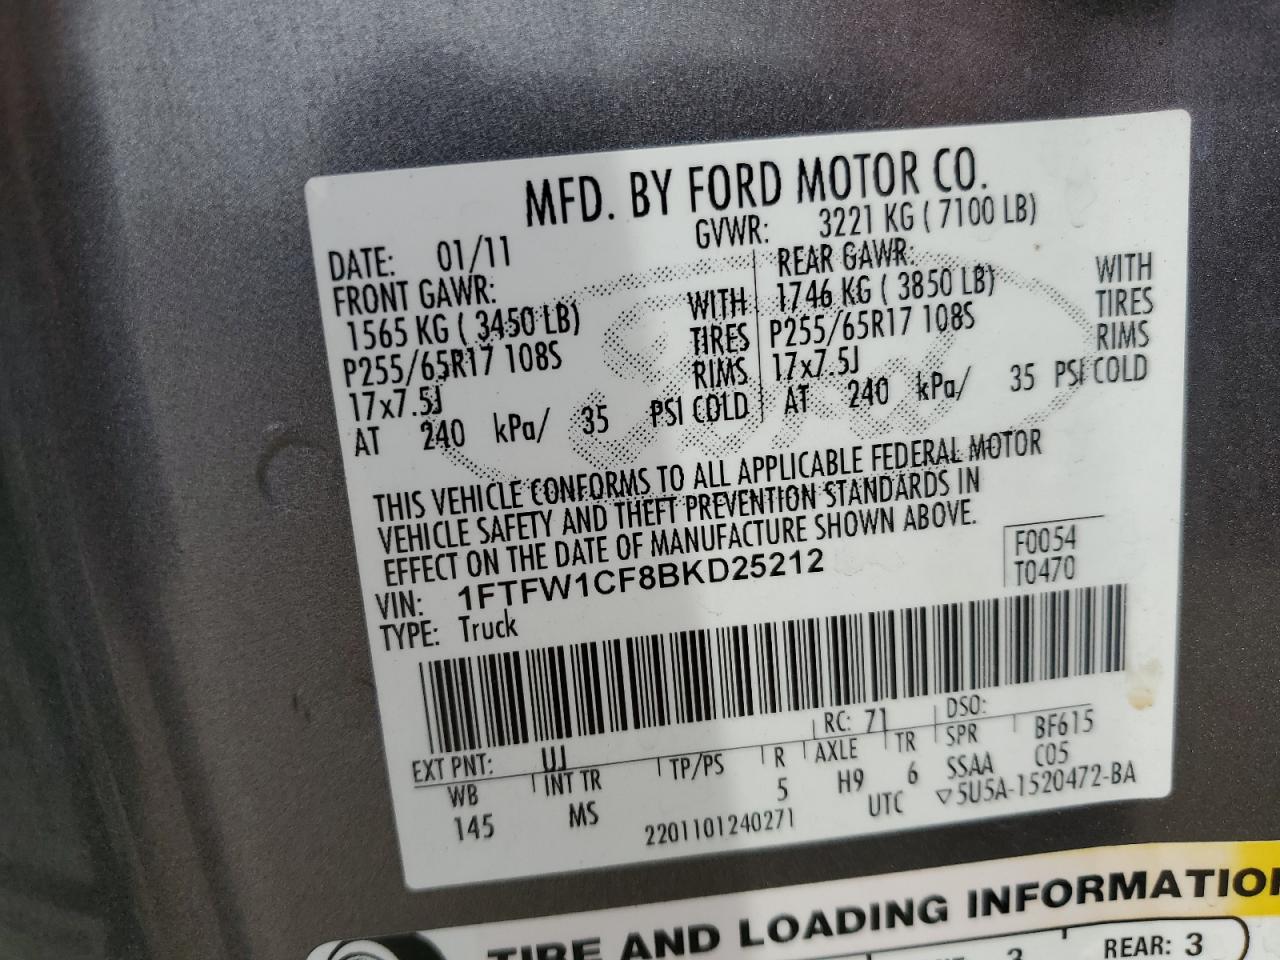 MFD. BY FORD MOTOR CO.
DATE: 01/11 GVWR: 3221 KG ( 7100 LB)
FRONT GAWR: REAR GAWR:
1565 KG ( 3450 LB) WITH 1746 KG ( 3850 LB) WITH
P255/65R17 108S TIRES P255/65R17 108S TIRES
17x7.5J RIMS 17x7.5J RIMS
AT 240 kPa/ 35 PSI COLD AT 240 kPa/ 35 PSI COLD
THIS VEHICLE CONFORMS TO ALL APPLICABLE FEDERAL MOTOR
VEHICLE SAFETY AND THEFT PREVENTION STANDARDS IN
EFFECT ON THE DATE OF MANUFACTURE SHOWN ABOVE.
VIN: 1FTFW1CF8BKD25212 F0054
TYPE: Truck T0470
EXT PNT: UJ RC: 71 DSO:
WB INT TR TP/PS R AXLE TR SPR BF615
145 MS 5 H9 6 SSAA C05
2201101240271 UTC ▽5U5A-1520472-BA
TIRE AND LOADING INFORMATION
REAR: 3